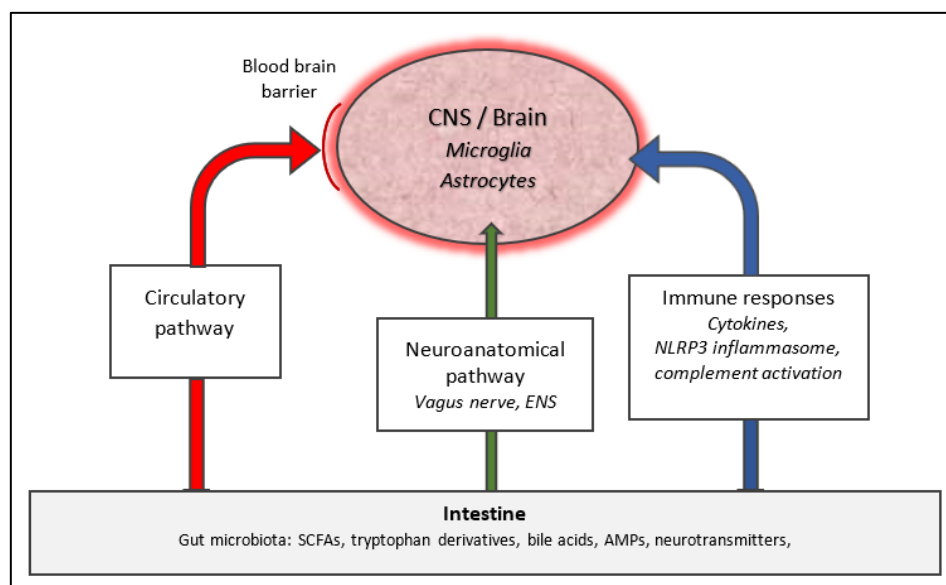 Blood brain
barrier
CNS / Brain
Microglia
Astrocytes
Circulatory
pathway
Neuroanatomical
pathway
Vagus nerve, ENS
Immune responses
Cytokines,
NLRP3 inflammasome,
complement activation
Intestine
Gut microbiota: SCFAs, tryptophan derivatives, bile acids, AMPs, neurotransmitters,